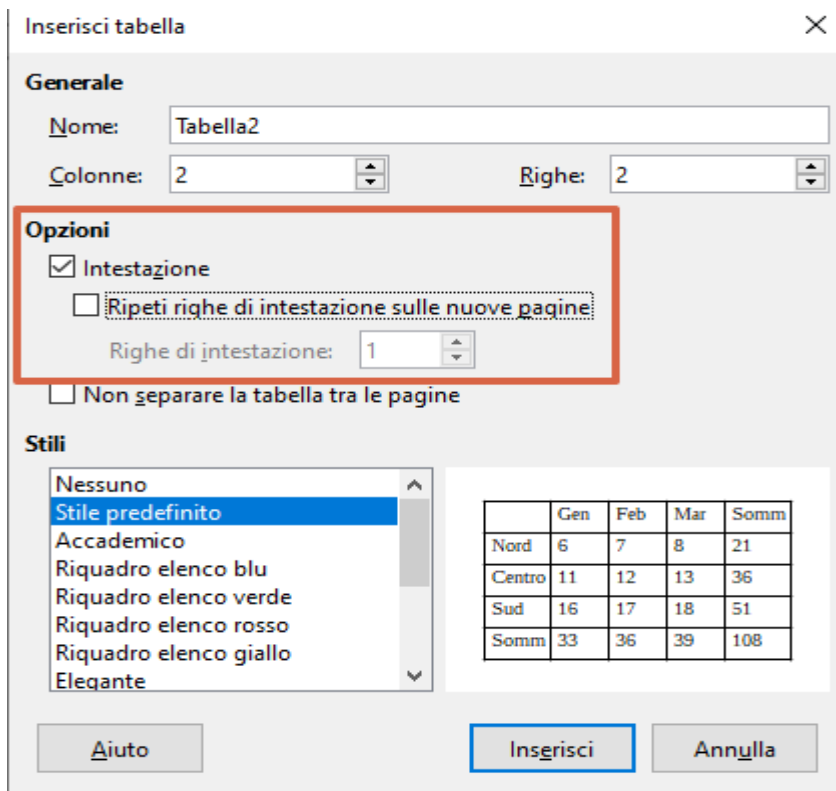 Inserisci tabella
Generale
Nome: Tabella2
Colonne: 2 Righe: 2
Opzioni
Intestazione
Ripeti righe di intestazione sulle nuove pagine
Righe di intestazione: 1
Non separare la tabella tra le pagine
Stili
Nessuno
Stile predefinito
Accademico
Riquadro elenco blu
Riquadro elenco verde
Riquadro elenco rosso
Riquadro elenco giallo
Elegante
Gen Feb Mar Somm
Nord 6 7 8 21
Centro 11 12 13 36
Sud 16 17 18 51
Somm 33 36 39 108
Aiuto Inserisci Annulla